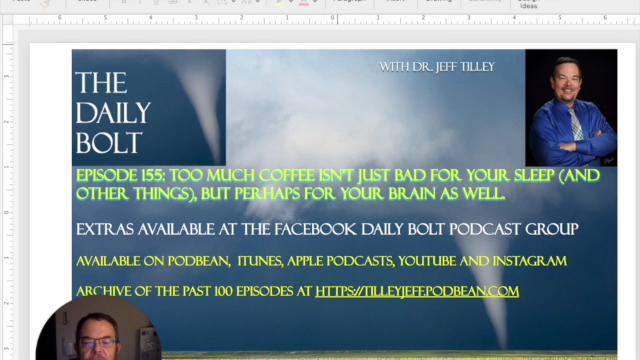 WITH DR. JEFF TILLEY
THE
DAILY
BOLT
EPISODE 155: TOO MUCH COFFEE ISN'T JUST BAD FOR YOUR SLEEP (AND
OTHER THINGS), BUT PERHAPS FOR YOUR BRAIN AS WELL.
EXTRAS AVAILABLE AT THE FACEBOOK DAILY BOLT PODCAST GROUP
AVAILABLE ON PODBEAN, ITUNES, APPLE PODCASTS, YOUTUBE AND INSTAGRAM
ARCHIVE OF THE PAST 100 EPISODES AT HTTPS://TILLEYJEFF.PODBEAN.COM
Ideas